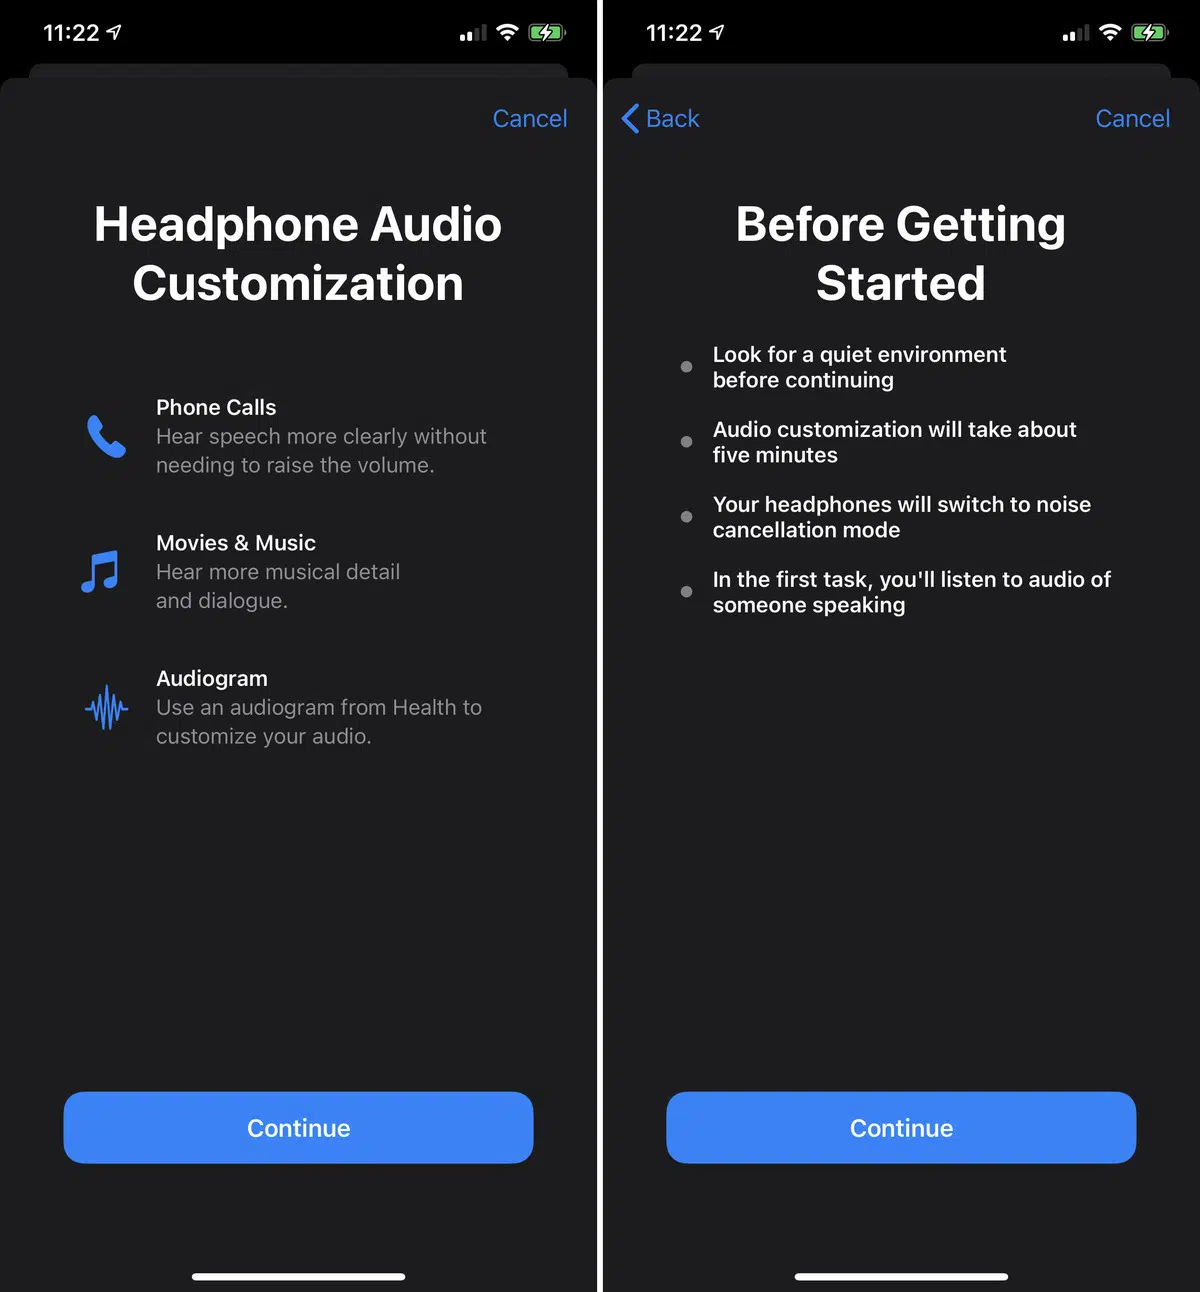 11:22
Cancel
Headphone Audio
Customization
Phone Calls
Hear speech more clearly without
needing to raise the volume.
Movies & Music
Hear more musical detail
and dialogue.
Audiogram
Use an audiogram from Health to
customize your audio.
Continue
11:22
Back
Cancel
Before Getting
Started
Look for a quiet environment
before continuing
Audio customization will take about
five minutes
Your headphones will switch to noise
cancellation mode
In the first task, you'll listen to audio of
someone speaking
Continue